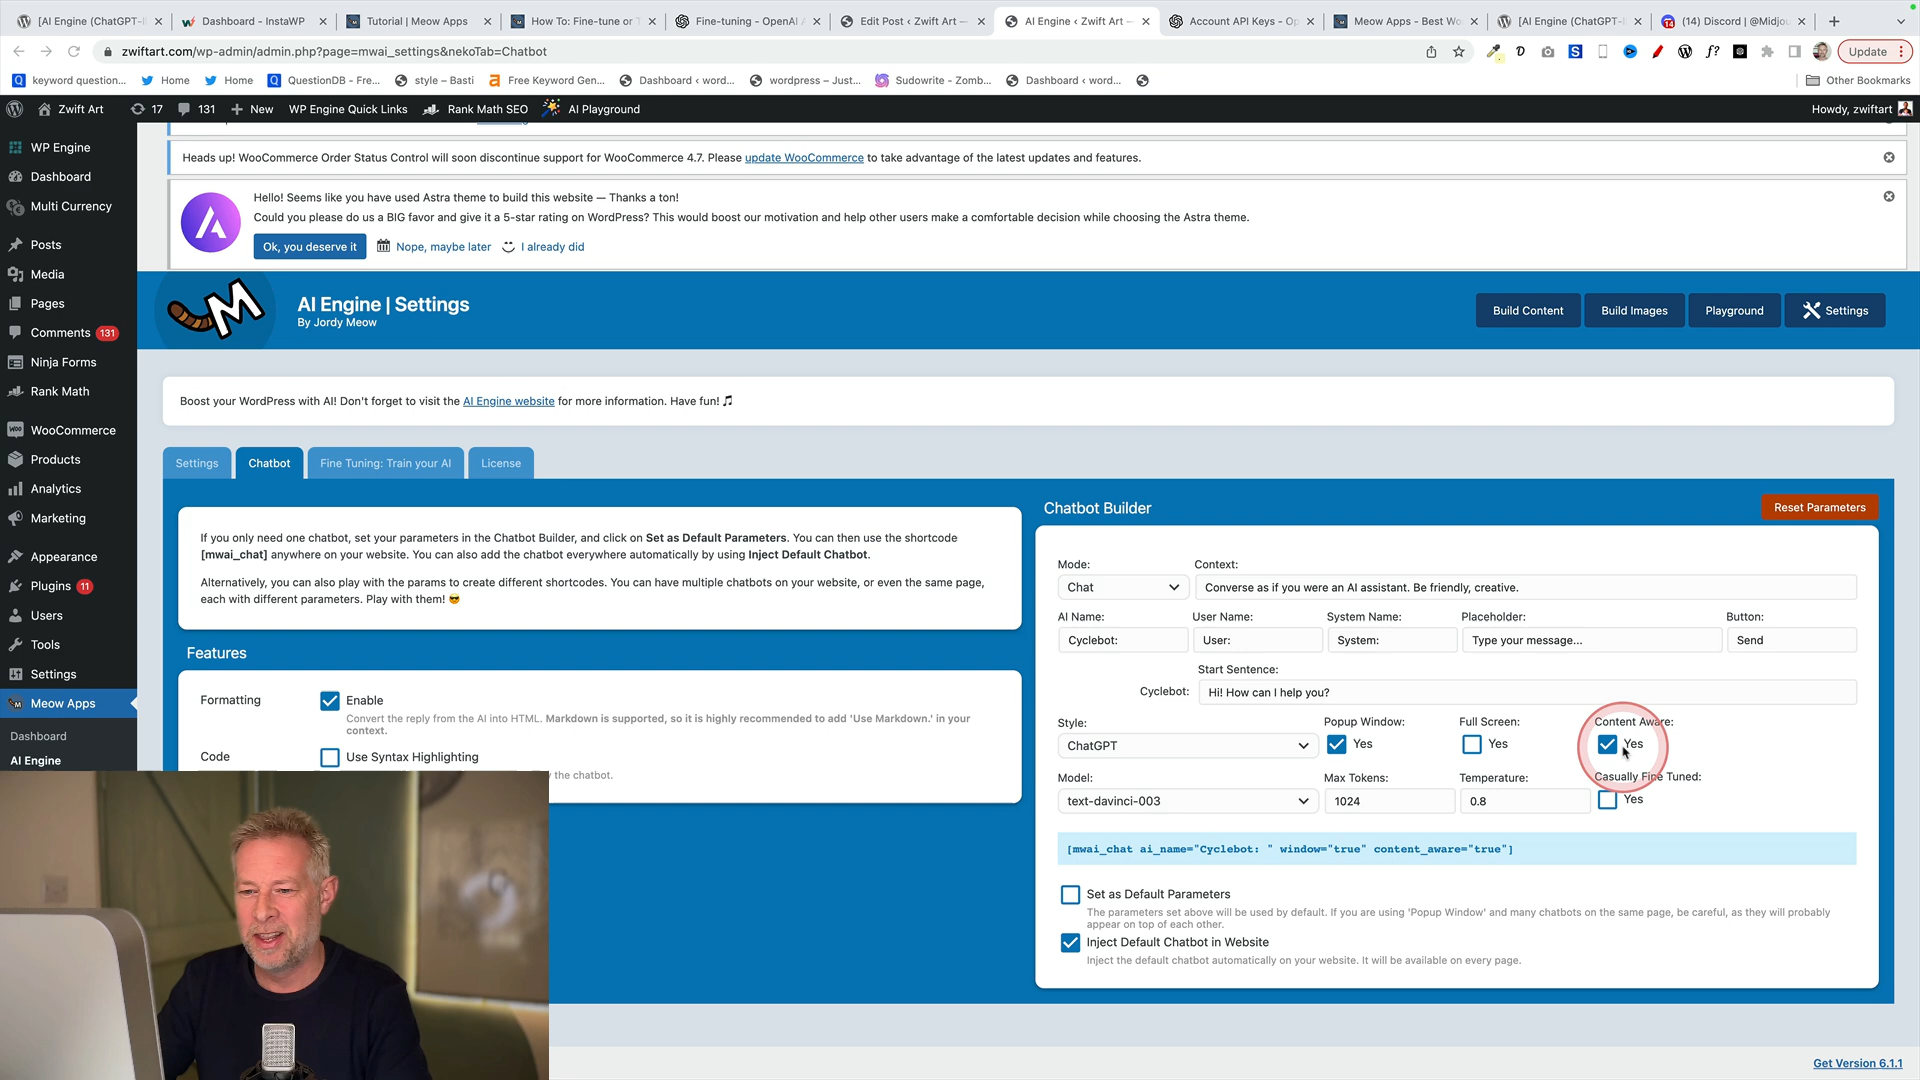 [AI Engine (ChatGPT-
Dashboard - InstaWP
Tutorial | Meow Apps
How To: Fine-tune or T
Fine-tuning - OpenAI A
Edit Post ‹ Zwift Art —
AI Engine ‹ Zwift Art —
Account API Keys - Op
Meow Apps - Best Wo
[AI Engine (ChatGPT-
(14) Discord | @Midjou
zwiftart.com/wp-admin/admin.php?page=mwai_settings&nekoTab=Chatbot
Update
keyword question...
Home
Home
QuestionDB - Fre...
style – Basti
Free Keyword Gen...
Dashboard ‹ word...
wordpress – Just...
Sudowrite - Zomb...
Dashboard ‹ word...
Other Bookmarks
Zwift Art
17
131
New
WP Engine Quick Links
Rank Math SEO
AI Playground
Howdy, zwiftart
WP Engine
Dashboard
Multi Currency
Posts
Media
Pages
Comments 131
Ninja Forms
Rank Math
WooCommerce
Products
Analytics
Marketing
Appearance
Plugins 11
Users
Tools
Settings
Meow Apps
Dashboard
AI Engine
Heads up! WooCommerce Order Status Control will soon discontinue support for WooCommerce 4.7. Please update WooCommerce to take advantage of the latest updates and features.
Hello! Seems like you have used Astra theme to build this website — Thanks a ton!
Could you please do us a BIG favor and give it a 5-star rating on WordPress? This would boost our motivation and help other users make a comfortable decision while choosing the Astra theme.
Ok, you deserve it
Nope, maybe later
I already did
M
AI Engine | Settings
By Jordy Meow
Build Content
Build Images
Playground
Settings
Boost your WordPress with AI! Don't forget to visit the AI Engine website for more information. Have fun! 🎵
Settings
Chatbot
Fine Tuning: Train your AI
License
If you only need one chatbot, set your parameters in the Chatbot Builder, and click on Set as Default Parameters. You can then use the shortcode
[mwai_chat] anywhere on your website. You can also add the chatbot everywhere automatically by using Inject Default Chatbot.
Alternatively, you can also play with the params to create different shortcodes. You can have multiple chatbots on your website, or even the same page,
each with different parameters. Play with them! 😎
Features
Formatting
Enable
Convert the reply from the AI into HTML. Markdown is supported, so it is highly recommended to add 'Use Markdown.' in your
context.
Code
Use Syntax Highlighting
y the chatbot.
Chatbot Builder
Reset Parameters
Mode:
Context:
Chat
Converse as if you were an AI assistant. Be friendly, creative.
AI Name:
User Name:
System Name:
Placeholder:
Button:
Cyclebot:
User:
System:
Type your message...
Send
Start Sentence:
Cyclebot:
Hi! How can I help you?
Style:
Popup Window:
Full Screen:
Content Aware:
ChatGPT
Yes
Yes
Yes
Model:
Max Tokens:
Temperature:
Casually Fine Tuned:
text-davinci-003
1024
0.8
Yes
[mwai_chat ai_name="Cyclebot: " window="true" content_aware="true"]
Set as Default Parameters
The parameters set above will be used by default. If you are using 'Popup Window' and many chatbots on the same page, be careful, as they will probably
appear on top of each other.
Inject Default Chatbot in Website
Inject the default chatbot automatically on your website. It will be available on every page.
Get Version 6.1.1